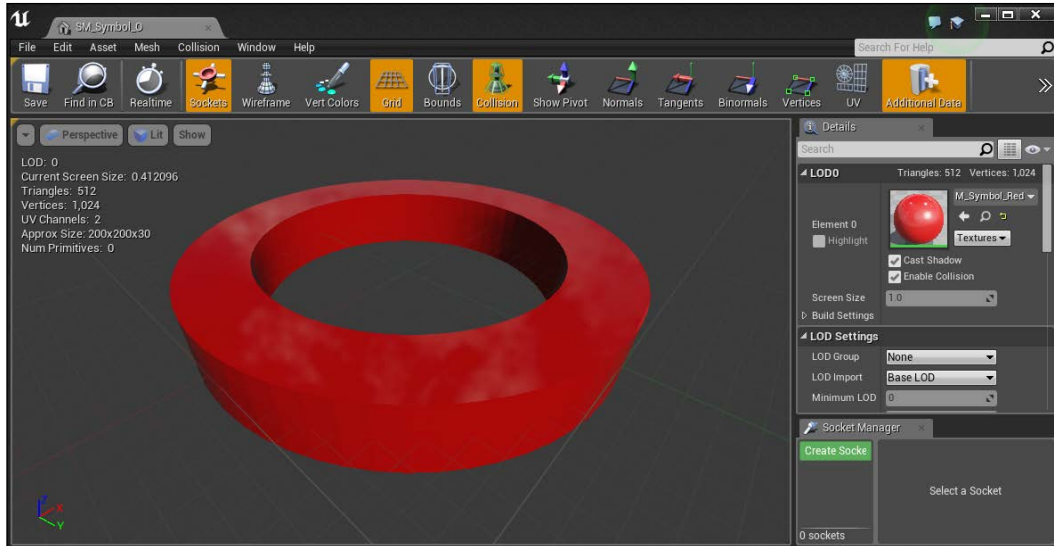 SM_Symbol_0
File Edit Asset Mesh Collision Window Help
Search For Help
Save Find in CB Realtime Sockets Wireframe Vert Colors Grid Bounds Collision Show Pivot Normals Tangents Binormals Vertices UV Additional Data
Perspective Lit Show
LOD: 0
Current Screen Size: 0.412096
Triangles: 512
Vertices: 1,024
UV Channels: 2
Approx Size: 200x200x30
Num Primitives: 0
Z
X
Y
Details
Search
LOD0 Triangles: 512 Vertices: 1,024
Element 0
Highlight
M_Symbol_Red
Textures
Cast Shadow
Enable Collision
Screen Size 1.0
Build Settings
LOD Settings
LOD Group None
LOD Import Base LOD
Minimum LOD 0
Socket Manager
Create Socke
Select a Socket
0 sockets